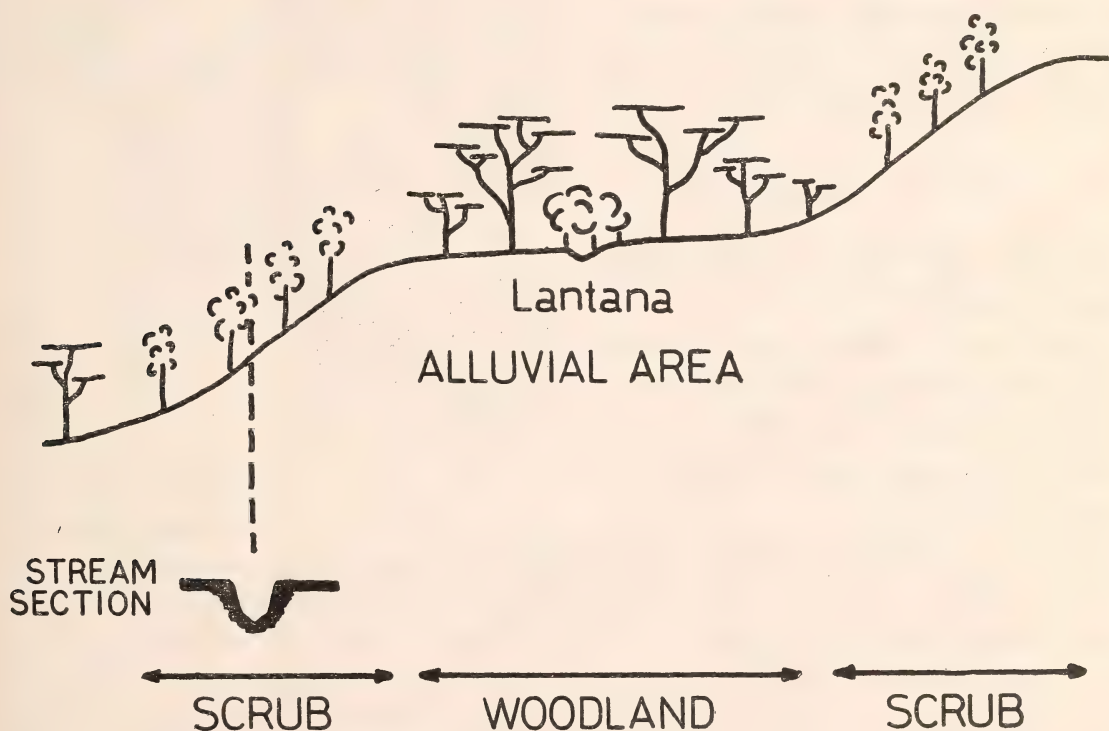 Lantana
ALLUVIAL AREA
STREAM
SECTION
SCRUB
WOODLAND
SCRUB